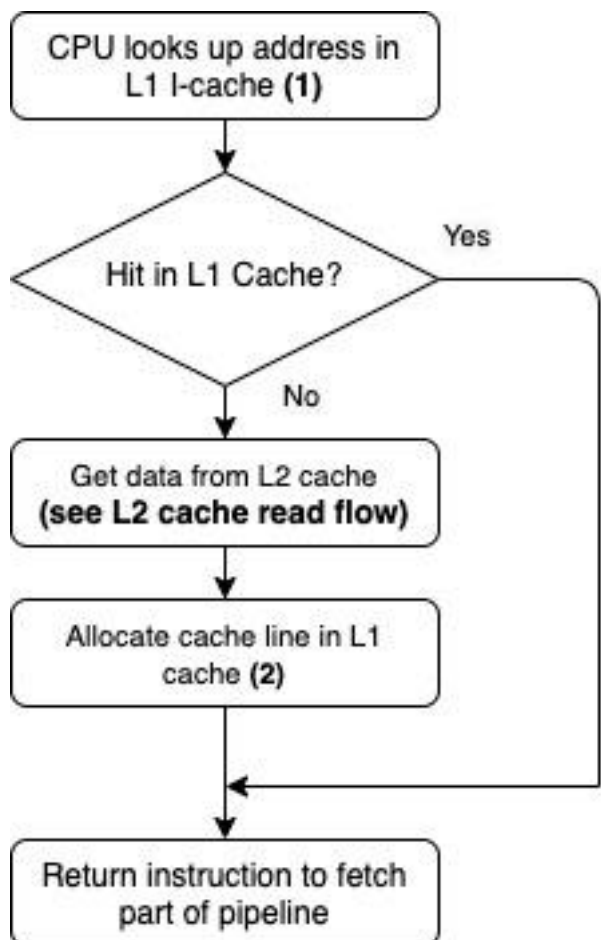 CPU looks up address in
L1 I-cache (1)
Yes
Hit in L1 Cache?
No
Get data from L2 cache
(see L2 cache read flow)
Allocate cache line in L1
cache (2)
Return instruction to fetch
part of pipeline